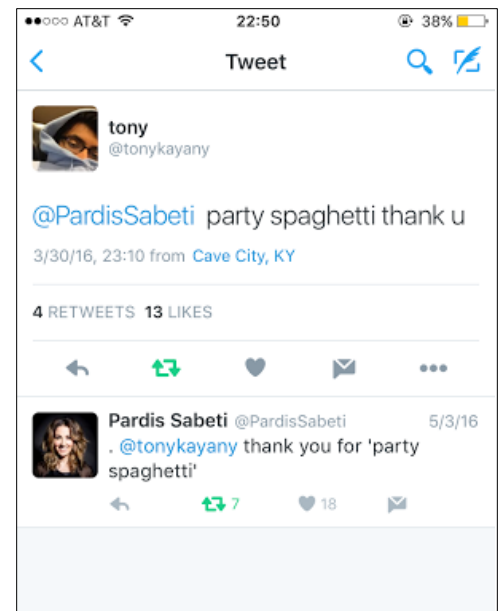 AT&T 22:50 38%
Tweet
tony
@tonykayany
@PardisSabeti party spaghetti thank u
3/30/16, 23:10 from Cave City, KY
4 RETWEETS 13 LIKES
Pardis Sabeti @PardisSabeti 5/3/16
. @tonykayany thank you for 'party
spaghetti'
7 18